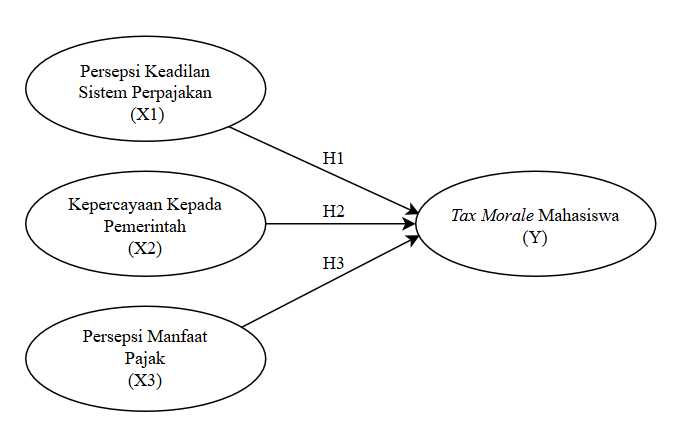 Persepsi Keadilan
Sistem Perpajakan
(X1)
H1
Kepercayaan Kepada
Pemerintah
(X2)
H2
Tax Morale Mahasiswa
(Y)
H3
Persepsi Manfaat
Pajak
(X3)